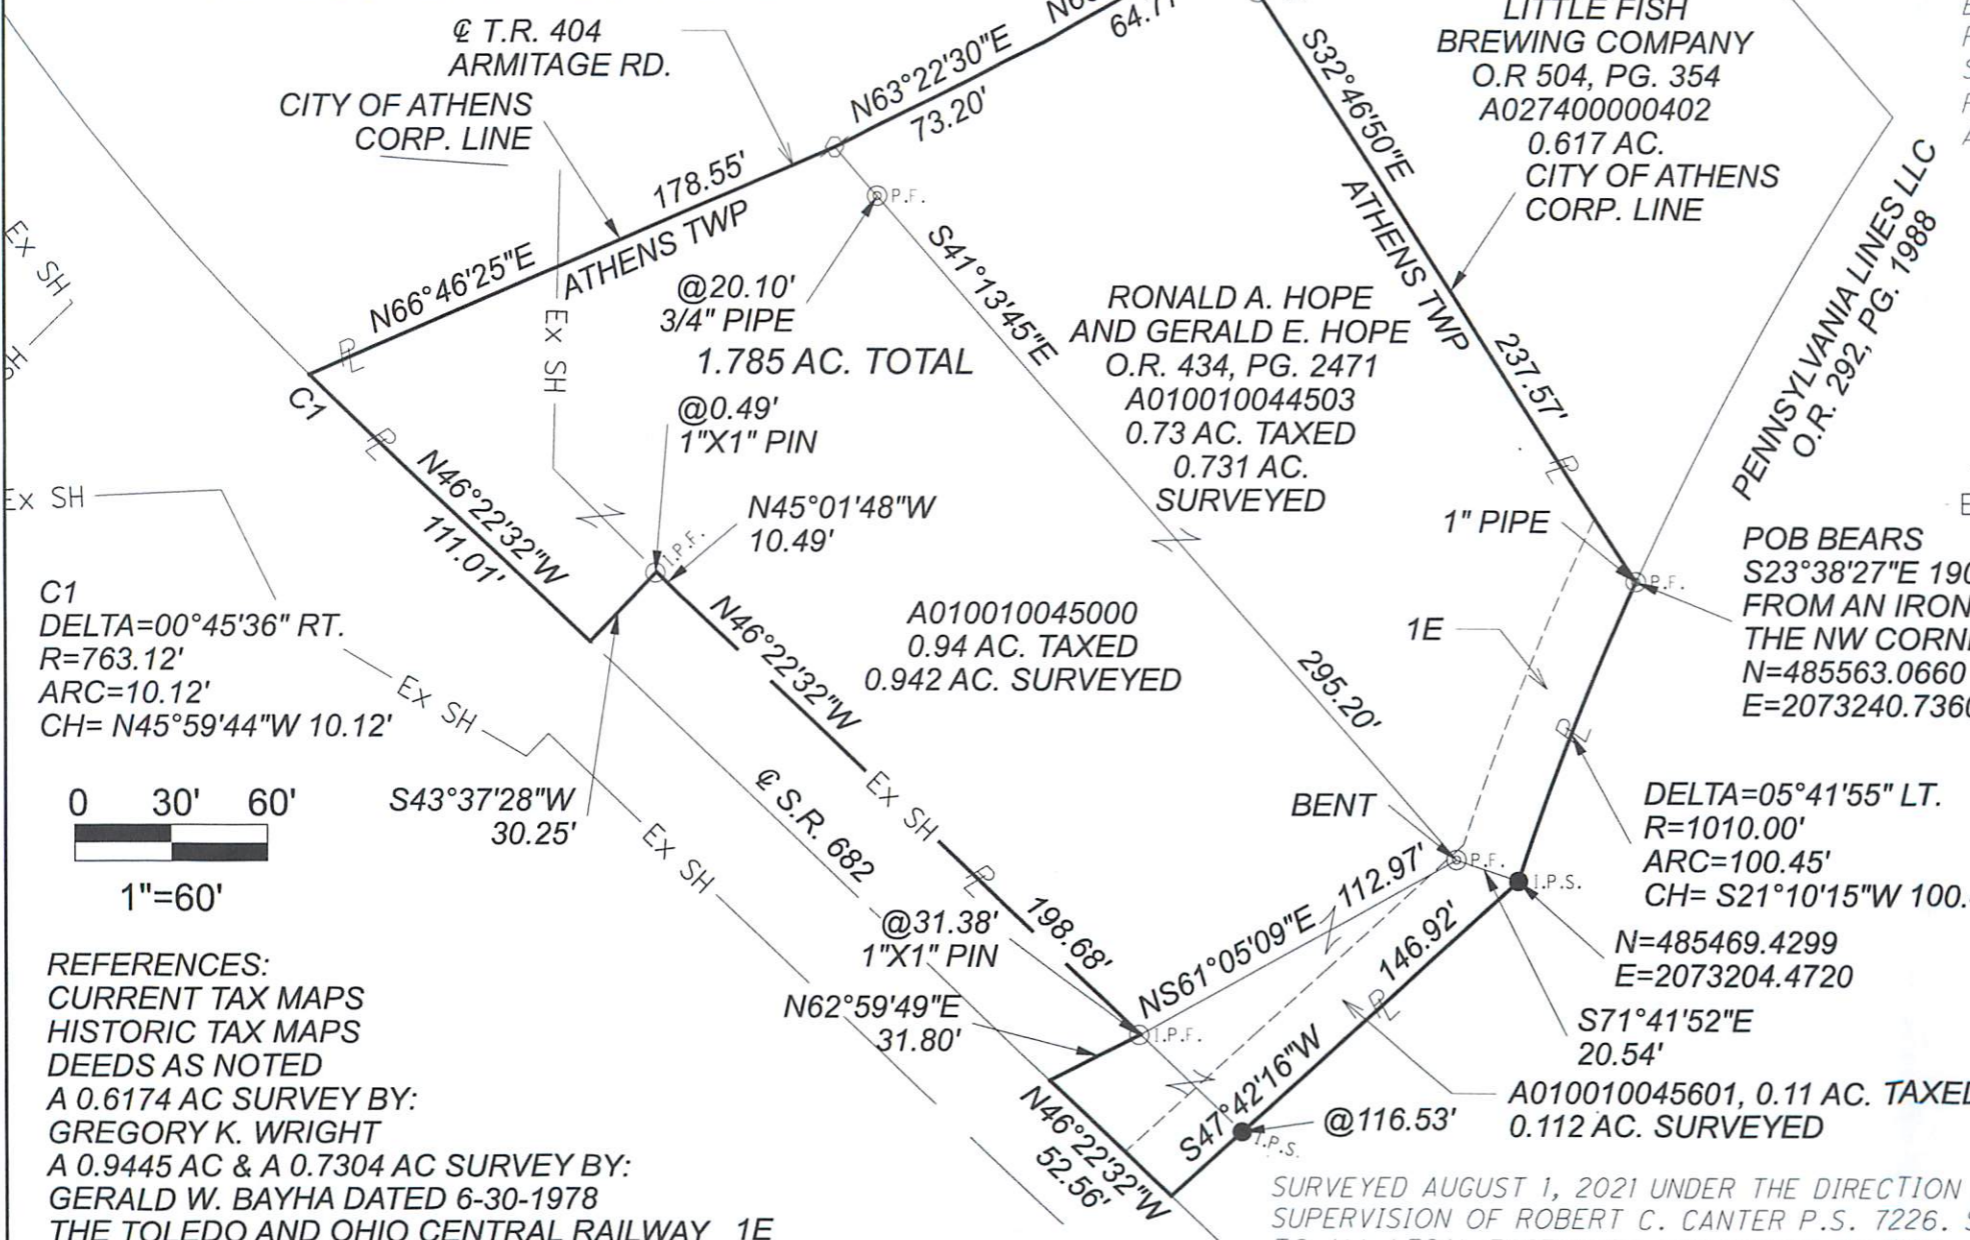 ℄ T.R. 404
ARMITAGE RD.
CITY OF ATHENS
CORP. LINE
N63°22'30"E
73.20'
64.71'
S32°46'50"E
LITTLE FISH
BREWING COMPANY
O.R 504, PG. 354
A027400000402
0.617 AC.
CITY OF ATHENS
CORP. LINE
PENNSYLVANIA LINES LLC
O.R. 292, PG. 1988
178.55'
N66°46'25"E
ATHENS TWP
P.F.
@20.10'
3/4" PIPE
1.785 AC. TOTAL
S41°13'45"E
295.20'
RONALD A. HOPE
AND GERALD E. HOPE
O.R. 434, PG. 2471
A010010044503
0.73 AC. TAXED
0.731 AC.
SURVEYED
ATHENS TWP
237.57'
EX SH
SH
Ex SH
PL
C1
PL
@0.49'
1"X1" PIN
N46°22'32"W
111.01'
Ex SH
N45°01'48"W
10.49'
I.P.F.
PL
1" PIPE
P.F.
POB BEARS
S23°38'27"E
FROM AN IRON
THE NW
N=485563.0660
C1
DELTA=00°45'36" RT.
R=763.12'
ARC=10.12'
CH= N45°59'44"W 10.12'
Ex SH
N46°22'32"W
A010010045000
0.94 AC. TAXED
0.942 AC. SURVEYED
1E
PL
0 30' 60'
1"=60'
S43°37'28"W
30.25'
Ex SH
℄ S.R. 682
Ex SH
PL
198.68'
BENT
P.F.
I.P.S.
DELTA=05°41'55" LT.
R=1010.00'
ARC=100.45'
CH= S21°10'15"W
N=485469.4299
E=2073204.4720
@31.38'
1"X1" PIN
N62°59'49"E
31.80'
I.P.F.
NS61°05'09"E
112.97'
146.92'
PL
S47°42'16"W
S71°41'52"E
20.54'
A010010045601, 0.11 AC. TAXED
0.112 AC. SURVEYED
@116.53'
I.P.S.
N46°22'32"W
52.56'
REFERENCES:
CURRENT TAX MAPS
HISTORIC TAX MAPS
DEEDS AS NOTED
A 0.6174 AC SURVEY BY:
GREGORY K. WRIGHT
A 0.9445 AC & A 0.7304 AC SURVEY BY:
GERALD W. BAYHA DATED 6-30-1978
THE TOLEDO AND OHIO CENTRAL RAILWAY 1E
SURVEYED AUGUST 1, 2021 UNDER THE DIRECTION
SUPERVISION OF ROBERT C. CANTER P.S. 7226.